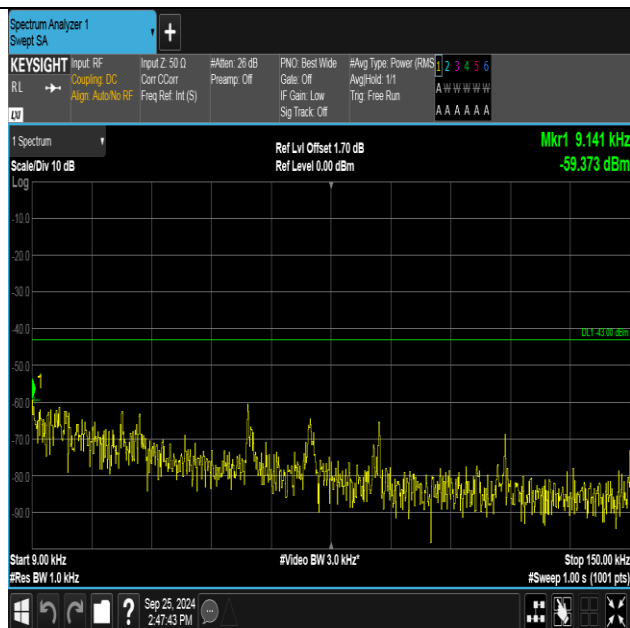 Spectrum Analyzer 1
Swept SA
+
KEYSIGHT
RL
LXI
Input: RF
Coupling: DC
Align: Auto/No RF
Input Z: 50 Ω
Corr CCorr
Freq Ref: Int (S)
#Atten: 26 dB
Preamp: Off
PNO: Best Wide
Gate: Off
IF Gain: Low
Sig Track: Off
#Avg Type: Power (RMS
Avg|Hold: 1/1
Trig: Free Run
1 2 3 4 5 6
A W W W W W
A A A A A A
1 Spectrum
Scale/Div 10 dB
Log
Ref Lvl Offset 1.70 dB
Ref Level 0.00 dBm
Mkr1 9.141 kHz
-59.373 dBm
-10.0
-20.0
-30.0
-40.0
DL1 -43.00 dBm
-50.0
1
-60.0
-70.0
-80.0
-90.0
Start 9.00 kHz
#Res BW 1.0 kHz
#Video BW 3.0 kHz*
Stop 150.00 kHz
#Sweep 1.00 s (1001 pts)
?
Sep 25, 2024
2:47:43 PM